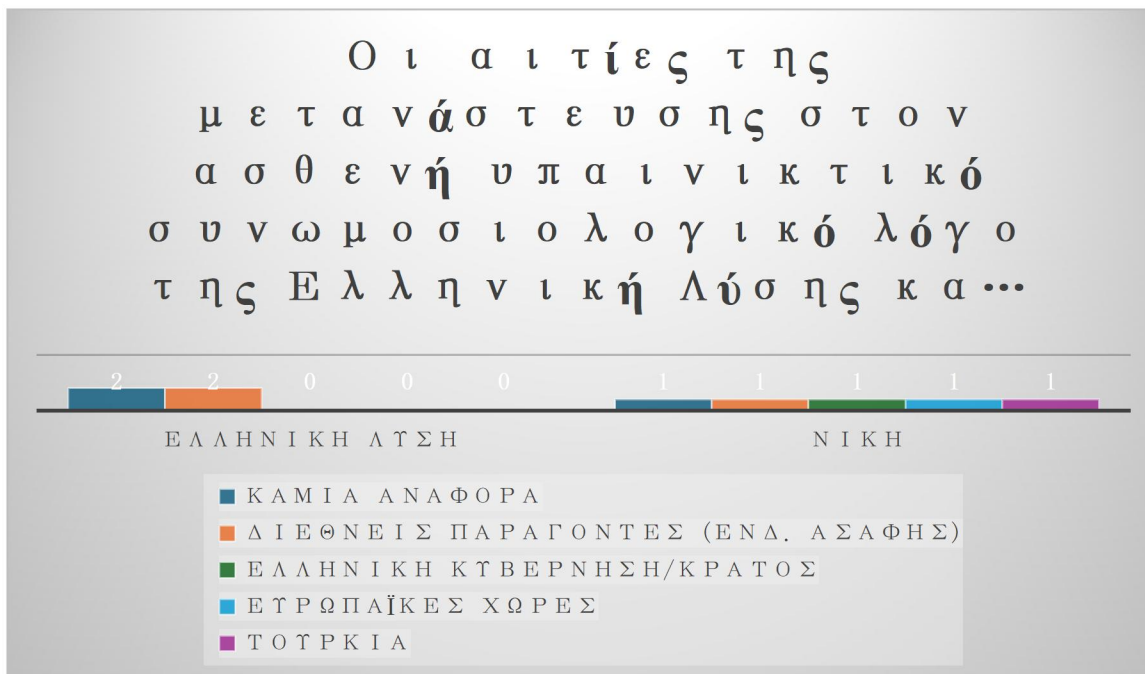 Οι αιτίες της
μετανάστευσης στον
ασθενή υπαινικτικό
συνωμοσιολογικό λόγο
της Ελληνική Λύσης κα...
2 2 0 0 0 1 1 1 1 1
ΕΛΛΗΝΙΚΗ ΛΥΣΗ ΝΙΚΗ
ΚΑΜΙΑ ΑΝΑΦΟΡΑ
ΔΙΕΘΝΕΙΣ ΠΑΡΑΓΟΝΤΕΣ (ΕΝΔ. ΑΣΑΦΗΣ)
ΕΛΛΗΝΙΚΗ ΚΥΒΕΡΝΗΣΗ/ΚΡΑΤΟΣ
ΕΥΡΩΠΑΪΚΕΣ ΧΩΡΕΣ
ΤΟΥΡΚΙΑ